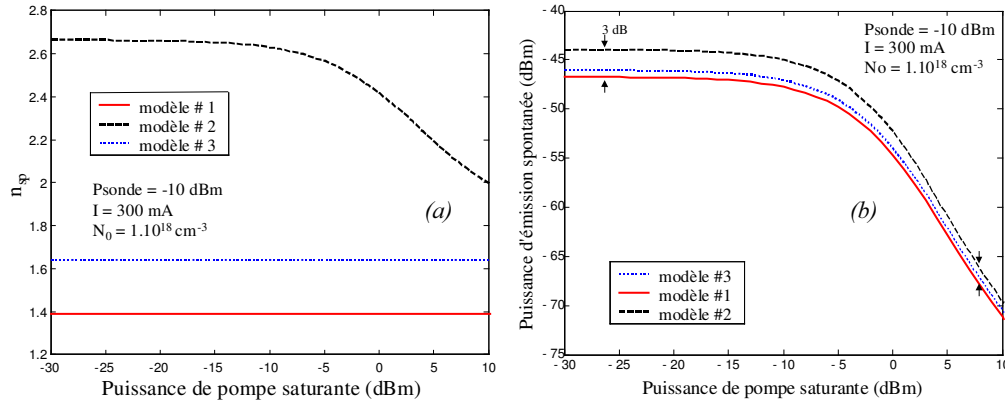 2.8
2.6
2.4
2.2
2
1.8
1.6
1.4
1.2
-30
-25
-20
-15
-10
-5
0
5
10
n_sp
Puissance de pompe saturante (dBm)
(a)
modèle # 1
modèle # 2
modèle # 3
Psonde = -10 dBm
I = 300 mA
N₀ = 1.10¹⁸ cm⁻³
- 40
- 45
- 50
- 55
- 60
- 65
- 70
- 75
- 30
-25
-20
-15
-10
-5
0
5
10
Puissance d'émission spontanée (dBm)
Puissance de pompe saturante (dBm)
3 dB
Psonde = -10 dBm
I = 300 mA
No = 1.10¹⁸ cm⁻³
(b)
modèle #3
modèle #1
modèle #2